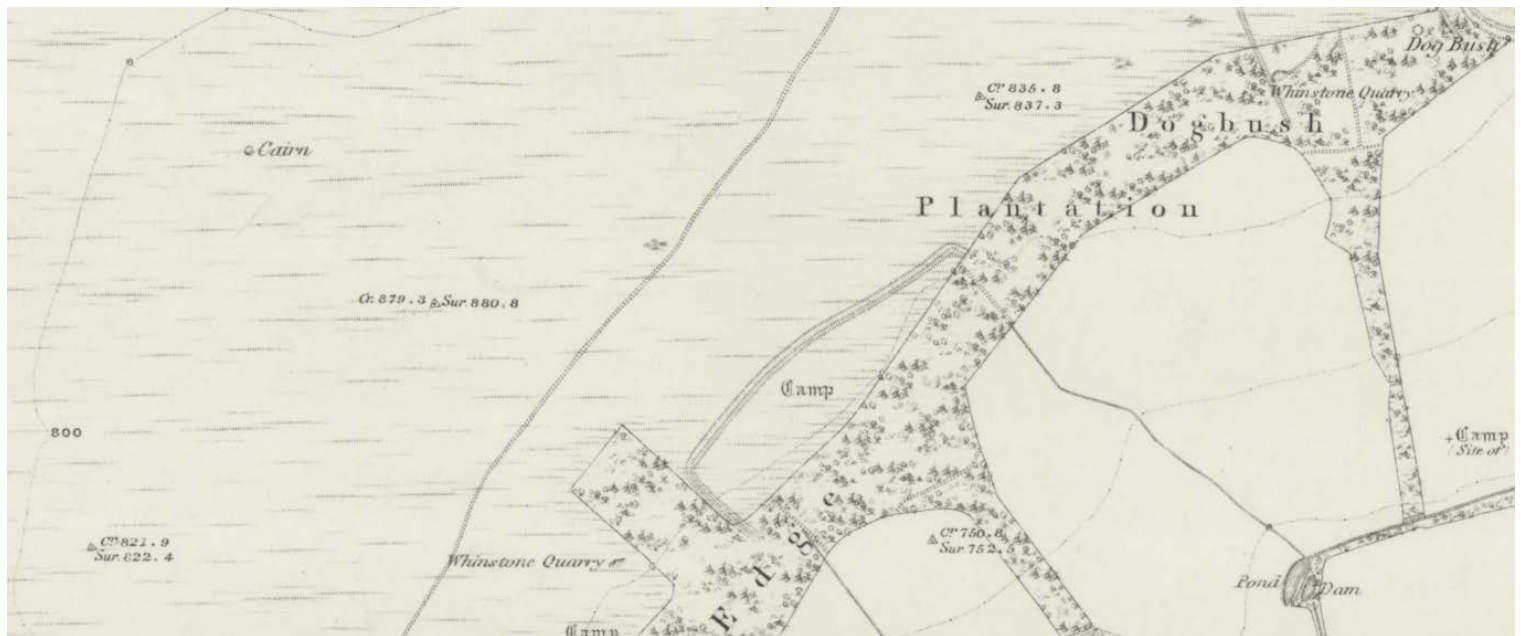 Dog Bush
Cr. 835.8
Sur. 837.3
Whinstone Quarry
Dogbush
Cairn
Plantation
Cr. 879.3 Sur. 880.8
Camp
800
Camp
(Site of)
Cr. 821.9
Sur. 822.4
Cr. 750.8
Sur. 752.5
Whinstone Quarry
Edge
Pond
Dam
Camp